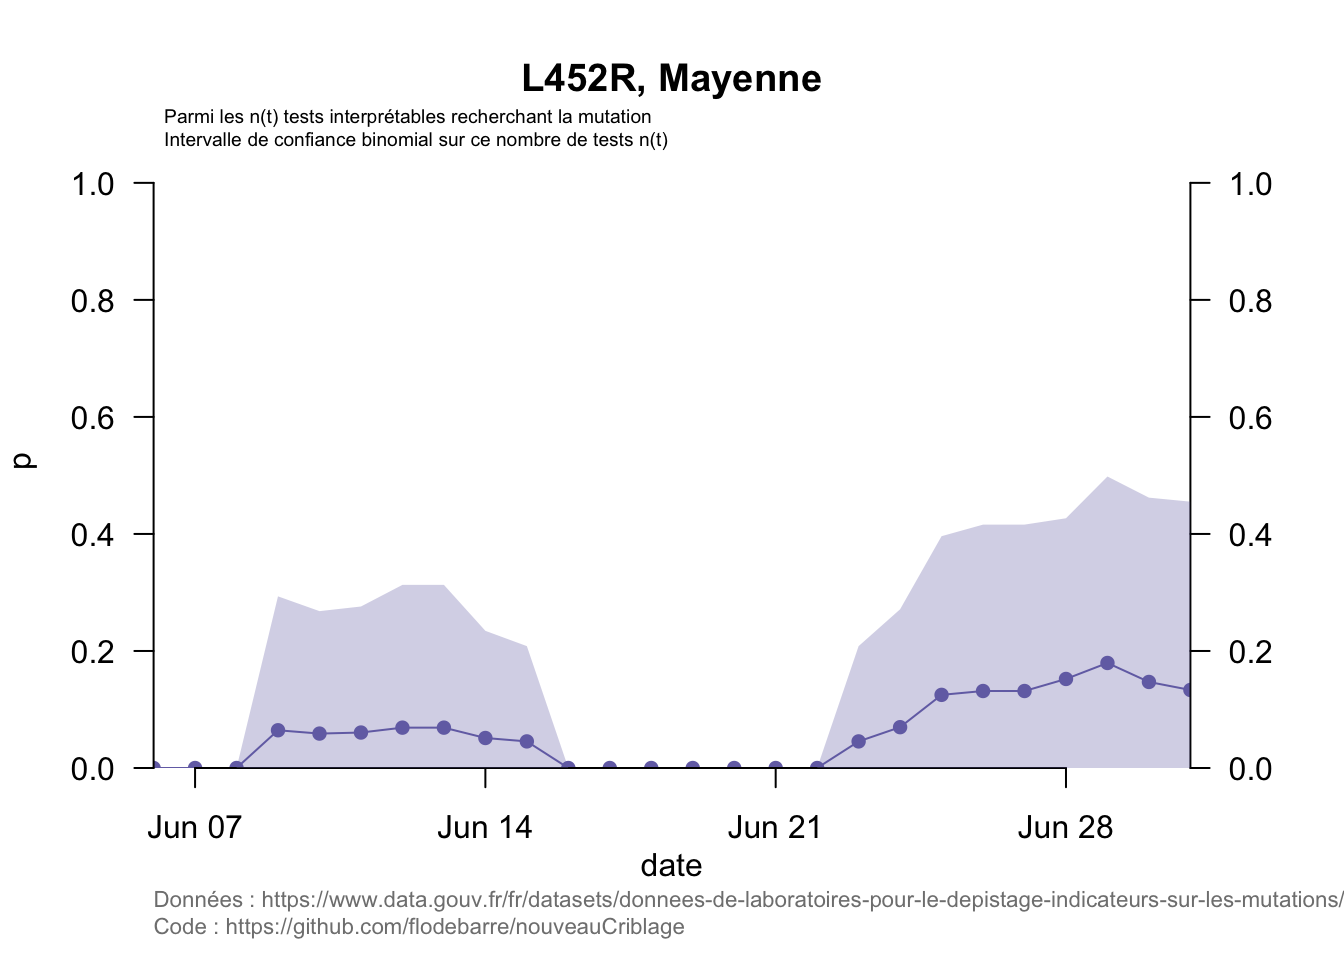 L452R, Mayenne
Parmi les n(t) tests interprétables recherchant la mutation
Intervalle de confiance binomial sur ce nombre de tests n(t)
1.0 1.0
0.8 0.8
0.6 0.6
p
0.4 0.4
0.2 0.2
0.0 0.0
Jun 07 Jun 14 Jun 21 Jun 28
date
Données : https://www.data.gouv.fr/fr/datasets/donnees-de-laboratoires-pour-le-depistage-indicateurs-sur-les-mutations/
Code : https://github.com/flodebarre/nouveauCriblage